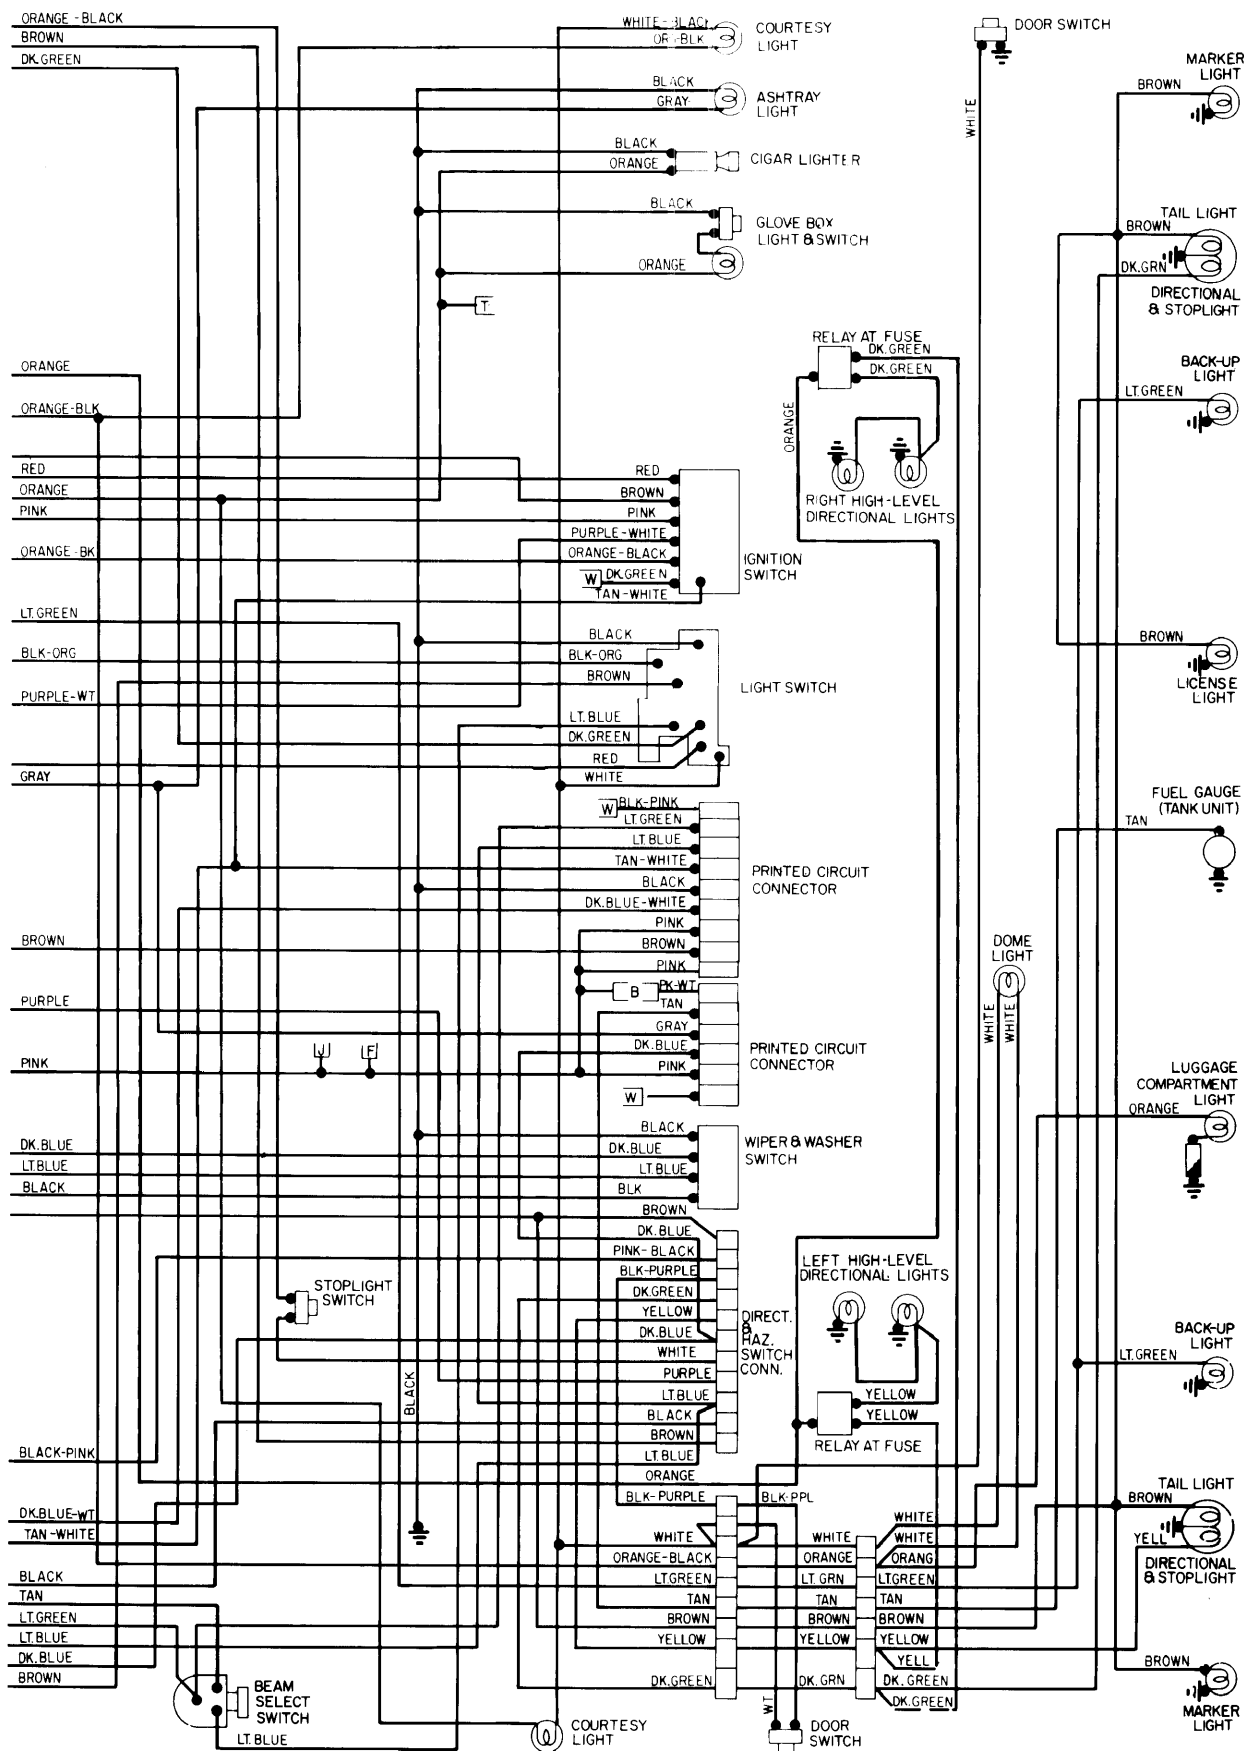 ORANGE-BLACK
BROWN
DK.GREEN
WHITE-BLACK
OR-BLK
COURTESY
LIGHT
DOOR SWITCH
BLACK
GRAY
ASHTRAY
LIGHT
WHITE
MARKER
LIGHT
BROWN
BLACK
ORANGE
CIGAR LIGHTER
BLACK
ORANGE
GLOVE BOX
LIGHT & SWITCH
T
TAIL LIGHT
BROWN
DK.GRN
DIRECTIONAL
& STOPLIGHT
RELAY AT FUSE
DK.GREEN
DK.GREEN
ORANGE
RIGHT HIGH-LEVEL
DIRECTIONAL LIGHTS
BACK-UP
LIGHT
LT.GREEN
ORANGE
ORANGE-BLK
RED
ORANGE
PINK
ORANGE-BK
LT.GREEN
BLK-ORG
PURPLE-WT
GRAY
RED
BROWN
PINK
PURPLE-WHITE
ORANGE-BLACK
W
DK.GREEN
TAN-WHITE
IGNITION
SWITCH
BLACK
BLK-ORG
BROWN
LT.BLUE
DK.GREEN
RED
WHITE
LIGHT SWITCH
BROWN
LICENSE
LIGHT
W
BLK-PINK
LT.GREEN
LT.BLUE
TAN-WHITE
BLACK
DK.BLUE-WHITE
PINK
BROWN
PINK
PRINTED CIRCUIT
CONNECTOR
FUEL GAUGE
(TANK UNIT)
TAN
BROWN
PURPLE
PINK
J
F
B
PK-WT
TAN
GRAY
DK.BLUE
PINK
W
PRINTED CIRCUIT
CONNECTOR
DOME
LIGHT
WHITE
WHITE
LUGGAGE
COMPARTMENT
LIGHT
ORANGE
DK.BLUE
LT.BLUE
BLACK
BLACK
DK.BLUE
LT.BLUE
BLK
WIPER & WASHER
SWITCH
BROWN
DK.BLUE
PINK-BLACK
BLK-PURPLE
DK.GREEN
YELLOW
DK.BLUE
WHITE
PURPLE
LT.BLUE
BLACK
BROWN
LT.BLUE
ORANGE
DIRECT.
&
HAZ.
SWITCH
CONN.
STOPLIGHT
SWITCH
BLACK
LEFT HIGH-LEVEL
DIRECTIONAL LIGHTS
YELLOW
YELLOW
RELAY AT FUSE
BACK-UP
LIGHT
LT.GREEN
BLACK-PINK
DK.BLUE-WT
TAN-WHITE
BLACK
TAN
LT.GREEN
LT.BLUE
DK.BLUE
BROWN
BEAM
SELECT
SWITCH
LT.BLUE
BLK-PURPLE
WHITE
ORANGE-BLACK
LT.GREEN
TAN
BROWN
YELLOW
DK.GREEN
BLK-PPL
WHITE
ORANGE
LT. GRN
TAN
BROWN
YELLOW
DK. GRN
WHITE
WHITE
ORANG
LT.GREEN
TAN
BROWN
YELLOW
YELL
DK. GREEN
DK.GREEN
TAIL LIGHT
BROWN
YELL
DIRECTIONAL
& STOPLIGHT
BROWN
MARKER
LIGHT
COURTESY
LIGHT
WT
DOOR
SWITCH